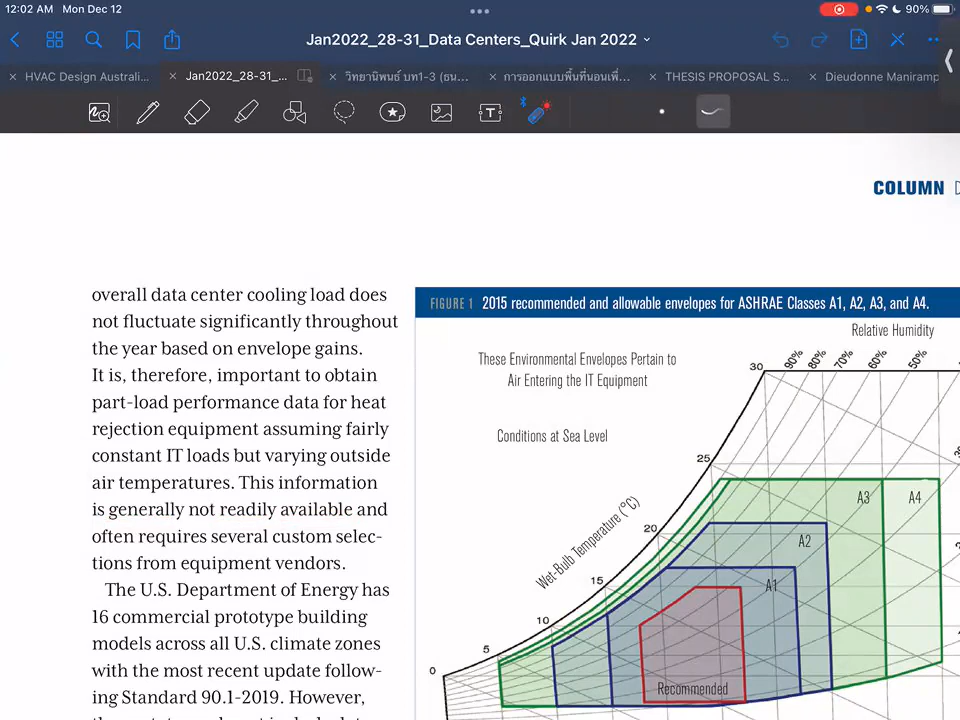 12:02 AM Mon Dec 12
90%
Jan2022_28-31_Data Centers_Quirk Jan 2022
HVAC Design Australi...
Jan2022_28-31_...
วิทยานิพนธ์ บท1-3 (ธน...
การออกแบบพื้นที่นอนเพื่...
THESIS PROPOSAL S...
Dieudonne Maniramp
COLUMN
overall data center cooling load does
not fluctuate significantly throughout
the year based on envelope gains.
It is, therefore, important to obtain
part-load performance data for heat
rejection equipment assuming fairly
constant IT loads but varying outside
air temperatures. This information
is generally not readily available and
often requires several custom selec-
tions from equipment vendors.
The U.S. Department of Energy has
16 commercial prototype building
models across all U.S. climate zones
with the most recent update follow-
ing Standard 90.1-2019. However,
FIGURE 1 2015 recommended and allowable envelopes for ASHRAE Classes A1, A2, A3, and A4.
Relative Humidity
These Environmental Envelopes Pertain to
Air Entering the IT Equipment
Conditions at Sea Level
30
90%
80%
70%
60%
50%
25
20
15
10
5
0
Wet-Bulb Temperature (°C)
A3
A4
A2
A1
Recommended